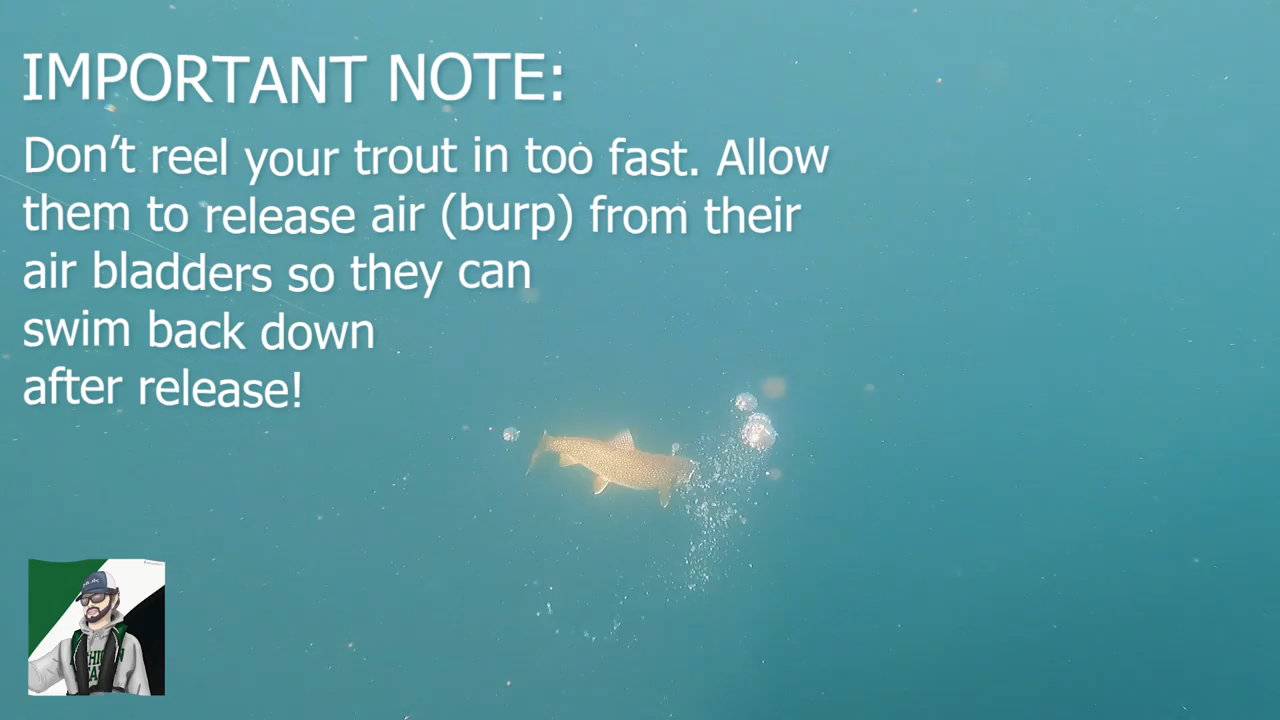 IMPORTANT NOTE:
Don't reel your trout in too fast. Allow
them to release air (burp) from their
air bladders so they can
swim back down
after release!